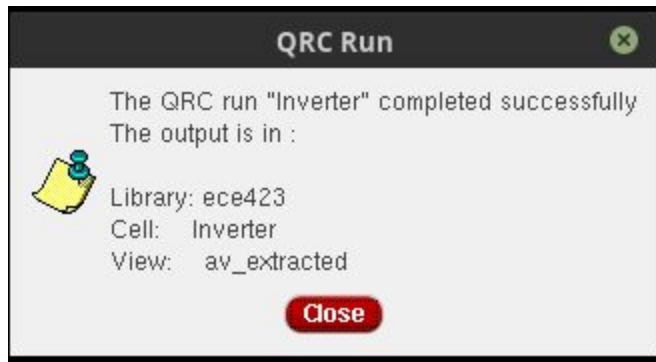 QRC Run
The QRC run "Inverter" completed successfully
The output is in :
Library: ece423
Cell: Inverter
View: av_extracted
Close